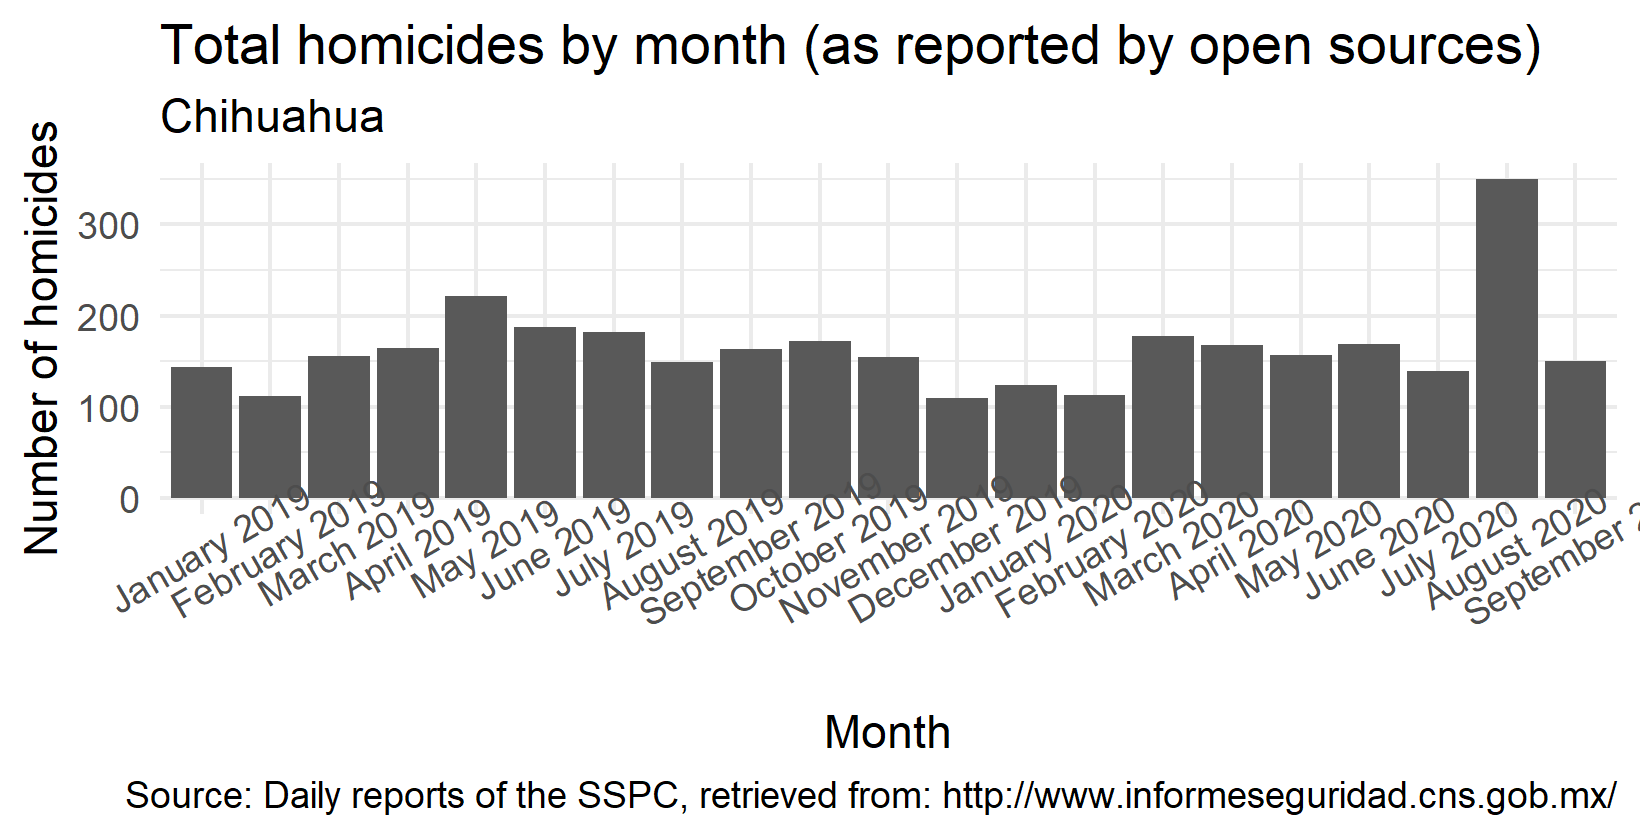 Total homicides by month (as reported by open sources)
Chihuahua
Number of homicides
300
200
100
0
January 2019
February 2019
March 2019
April 2019
May 2019
June 2019
July 2019
August 2019
September 2019
October 2019
November 2019
December 2019
January 2020
February 2020
March 2020
April 2020
May 2020
June 2020
July 2020
August 2020
September 2
Month
Source: Daily reports of the SSPC, retrieved from: http://www.informeseguridad.cns.gob.mx/